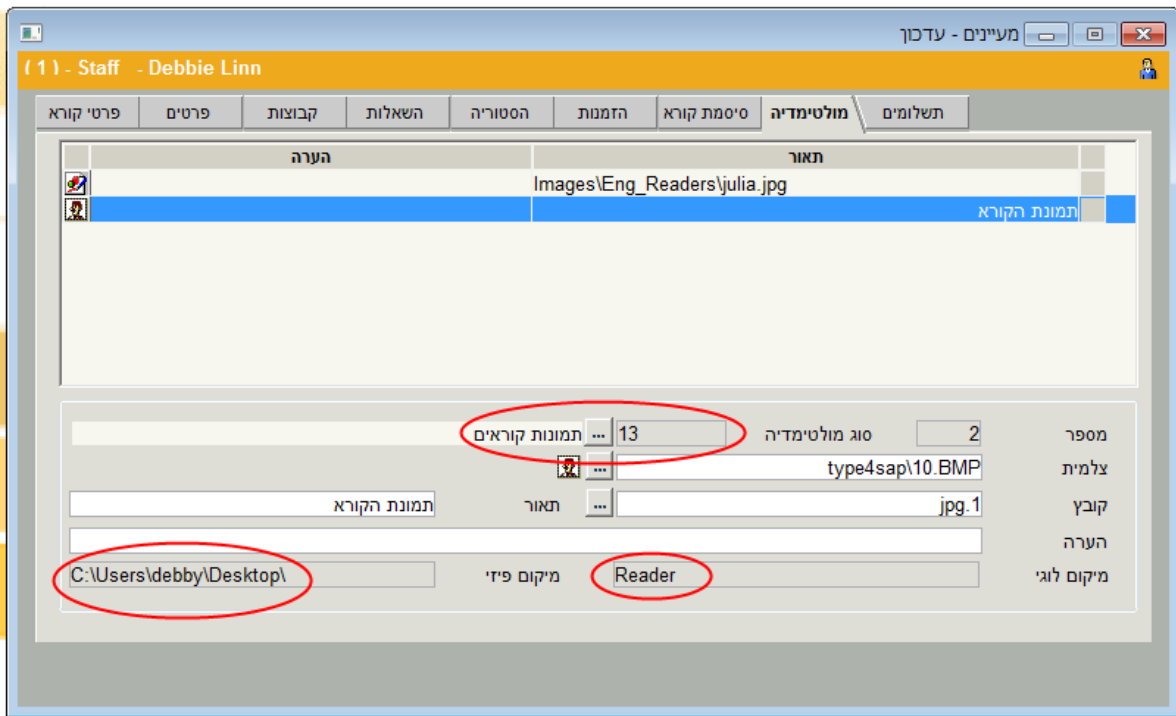 מעיינים - עדכון
(1) - Staff - Debbie Linn
פרטי קורא פרטים קבוצות השאלות הסטוריה הזמנות סיסמת קורא מולטימדיה תשלומים
תאור הערה
Images\Eng_Readers\julia.jpg
תמונת הקורא
מספר 2 סוג מולטימדיה 13 ... תמונות קוראים
צלמית type4sap\10.BMP ...
קובץ jpg.1 ... תאור תמונת הקורא
הערה
מיקום לוגי Reader מיקום פיזי C:\Users\debby\Desktop\